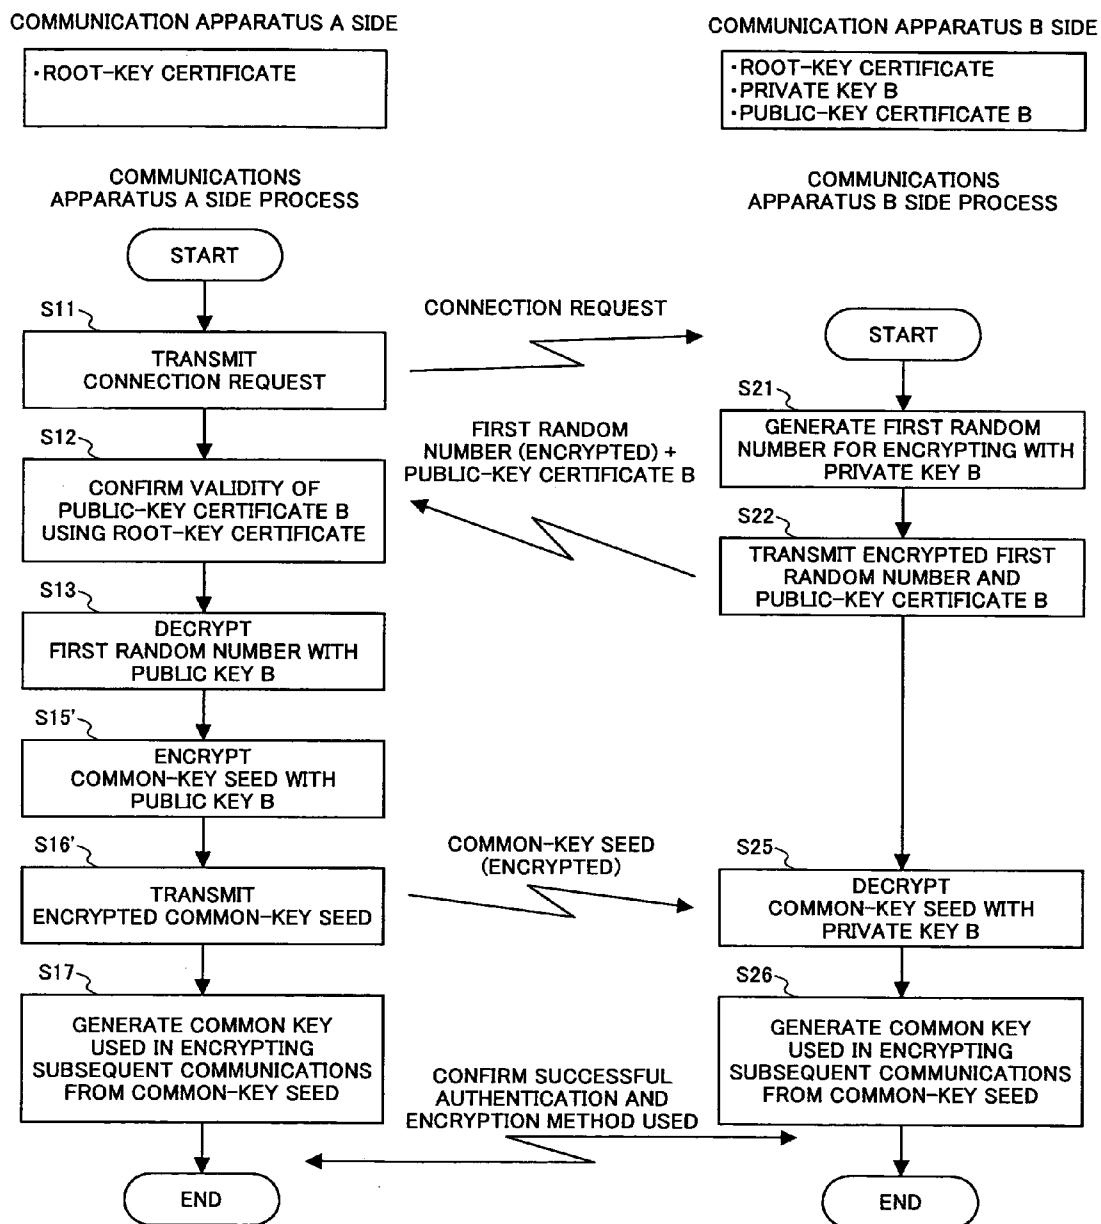 COMMUNICATION APPARATUS A SIDE
·ROOT-KEY CERTIFICATE
COMMUNICATION APPARATUS B SIDE
·ROOT-KEY CERTIFICATE
·PRIVATE KEY B
·PUBLIC-KEY CERTIFICATE B
COMMUNICATIONS
APPARATUS A SIDE PROCESS
COMMUNICATIONS
APPARATUS B SIDE PROCESS
START
S11
TRANSMIT
CONNECTION REQUEST
CONNECTION REQUEST
START
S21
GENERATE FIRST RANDOM
NUMBER FOR ENCRYPTING WITH
PRIVATE KEY B
S12
CONFIRM VALIDITY OF
PUBLIC-KEY CERTIFICATE B
USING ROOT-KEY CERTIFICATE
FIRST RANDOM
NUMBER (ENCRYPTED) +
PUBLIC-KEY CERTIFICATE B
S22
TRANSMIT ENCRYPTED FIRST
RANDOM NUMBER AND
PUBLIC-KEY CERTIFICATE B
S13
DECRYPT
FIRST RANDOM NUMBER WITH
PUBLIC KEY B
S15'
ENCRYPT
COMMON-KEY SEED WITH
PUBLIC KEY B
S16'
TRANSMIT
ENCRYPTED COMMON-KEY SEED
COMMON-KEY SEED
(ENCRYPTED)
S25
DECRYPT
COMMON-KEY SEED WITH
PRIVATE KEY B
S17
GENERATE COMMON KEY
USED IN ENCRYPTING
SUBSEQUENT COMMUNICATIONS
FROM COMMON-KEY SEED
S26
GENERATE COMMON KEY
USED IN ENCRYPTING
SUBSEQUENT COMMUNICATIONS
FROM COMMON-KEY SEED
CONFIRM SUCCESSFUL
AUTHENTICATION AND
ENCRYPTION METHOD USED
END
END